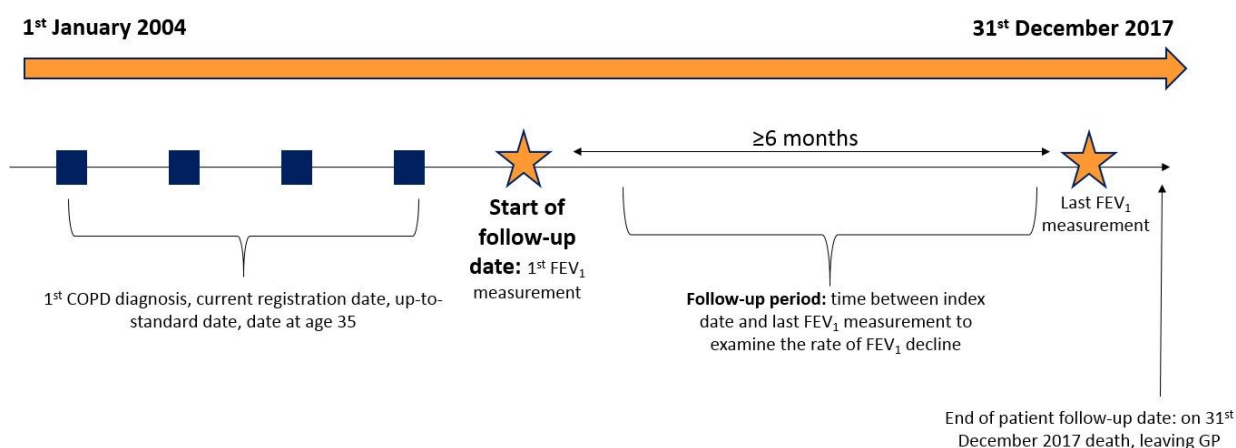 1st January 2004
31st December 2017
≥6 months
Start of
follow-up
date: 1st FEV1
measurement
Last FEV1
measurement
1st COPD diagnosis, current registration date, up-to-
standard date, date at age 35
Follow-up period: time between index
date and last FEV1 measurement to
examine the rate of FEV1 decline
End of patient follow-up date: on 31st
December 2017 death, leaving GP